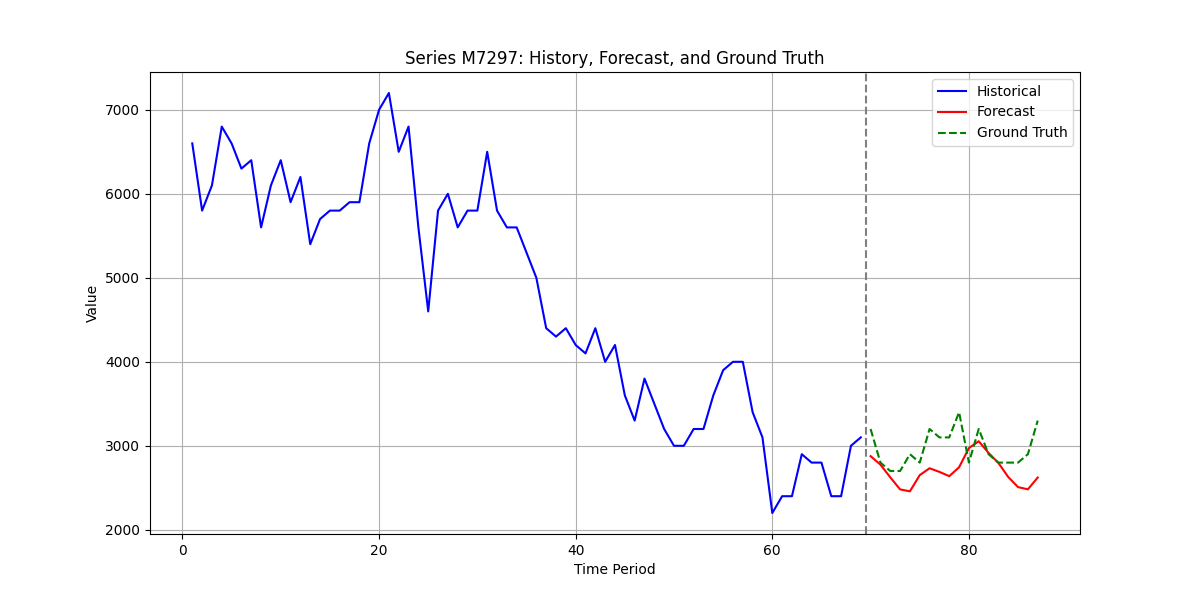 Series M7297: History, Forecast, and Ground Truth
Historical
Forecast
Ground Truth
7000
6000
5000
4000
3000
2000
Value
0 20 40 60 80
Time Period